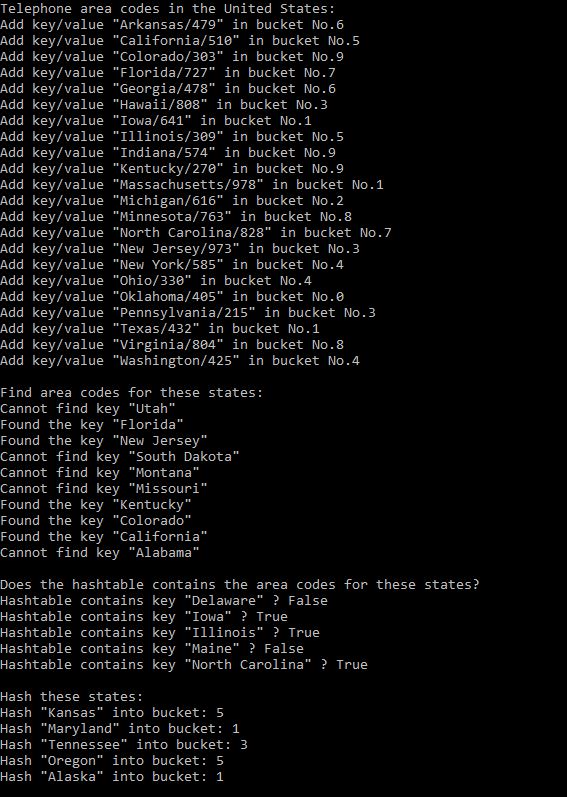 Telephone area codes in the United States:
Add key/value "Arkansas/479" in bucket No.6
Add key/value "California/510" in bucket No.5
Add key/value "Colorado/303" in bucket No.9
Add key/value "Florida/727" in bucket No.7
Add key/value "Georgia/478" in bucket No.6
Add key/value "Hawaii/808" in bucket No.3
Add key/value "Iowa/641" in bucket No.1
Add key/value "Illinois/309" in bucket No.5
Add key/value "Indiana/574" in bucket No.9
Add key/value "Kentucky/270" in bucket No.9
Add key/value "Massachusetts/978" in bucket No.1
Add key/value "Michigan/616" in bucket No.2
Add key/value "Minnesota/763" in bucket No.8
Add key/value "North Carolina/828" in bucket No.7
Add key/value "New Jersey/973" in bucket No.3
Add key/value "New York/585" in bucket No.4
Add key/value "Ohio/330" in bucket No.4
Add key/value "Oklahoma/405" in bucket No.0
Add key/value "Pennsylvania/215" in bucket No.3
Add key/value "Texas/432" in bucket No.1
Add key/value "Virginia/804" in bucket No.8
Add key/value "Washington/425" in bucket No.4

Find area codes for these states:
Cannot find key "Utah"
Found the key "Florida"
Found the key "New Jersey"
Cannot find key "South Dakota"
Cannot find key "Montana"
Cannot find key "Missouri"
Found the key "Kentucky"
Found the key "Colorado"
Found the key "California"
Cannot find key "Alabama"

Does the hashtable contains the area codes for these states?
Hashtable contains key "Delaware" ? False
Hashtable contains key "Iowa" ? True
Hashtable contains key "Illinois" ? True
Hashtable contains key "Maine" ? False
Hashtable contains key "North Carolina" ? True

Hash these states:
Hash "Kansas" into bucket: 5
Hash "Maryland" into bucket: 1
Hash "Tennessee" into bucket: 3
Hash "Oregon" into bucket: 5
Hash "Alaska" into bucket: 1